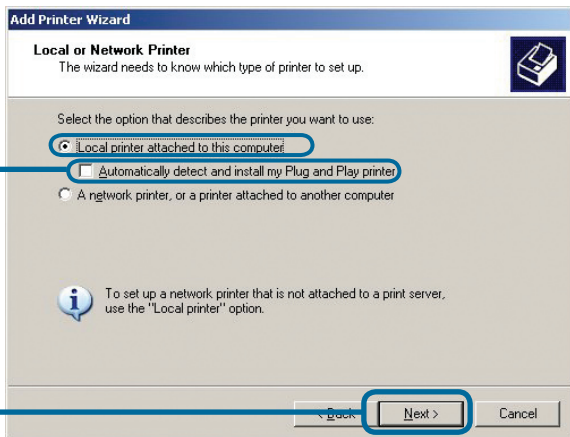 Add Printer Wizard
Local or Network Printer
The wizard needs to know which type of printer to set up.
Select the option that describes the printer you want to use:
Local printer attached to this computer
Automatically detect and install my Plug and Play printer
A network printer, or a printer attached to another computer
To set up a network printer that is not attached to a print server,
use the "Local printer" option.
< Back Next > Cancel